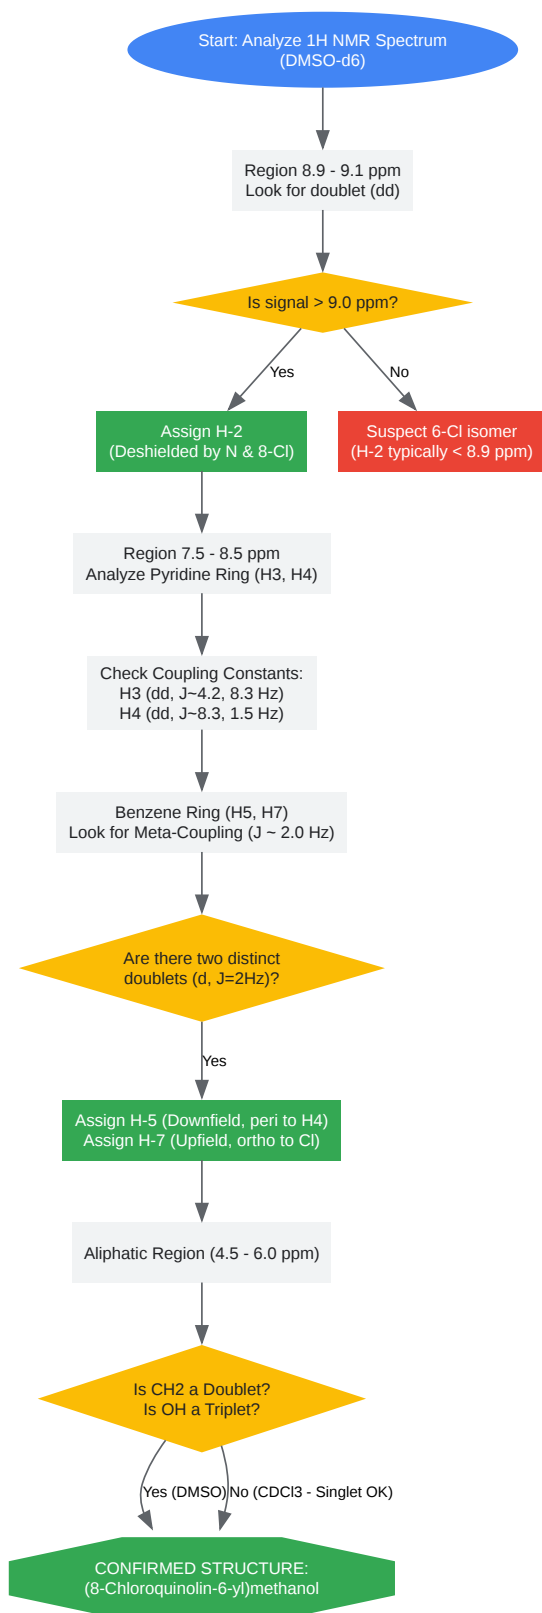 Start: Analyze 1H NMR Spectrum
(DMSO-d6)
Region 8.9 - 9.1 ppm
Look for doublet (dd)
Is signal > 9.0 ppm?
Yes
No
Assign H-2
(Deshielded by N & 8-Cl)
Suspect 6-Cl isomer
(H-2 typically < 8.9 ppm)
Region 7.5 - 8.5 ppm
Analyze Pyridine Ring (H3, H4)
Check Coupling Constants:
H3 (dd, J~4.2, 8.3 Hz)
H4 (dd, J~8.3, 1.5 Hz)
Benzene Ring (H5, H7)
Look for Meta-Coupling (J ~ 2.0 Hz)
Are there two distinct
doublets (d, J=2Hz)?
Yes
Assign H-5 (Downfield, peri to H4)
Assign H-7 (Upfield, ortho to Cl)
Aliphatic Region (4.5 - 6.0 ppm)
Is CH2 a Doublet?
Is OH a Triplet?
Yes (DMSO)
No (CDCl3 - Singlet OK)
CONFIRMED STRUCTURE:
(8-Chloroquinolin-6-yl)methanol